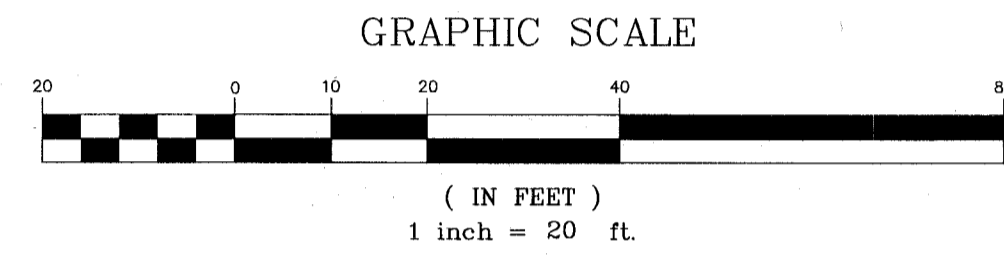 GRAPHIC SCALE
20 0 10 20 40 8
( IN FEET )
1 inch = 20 ft.